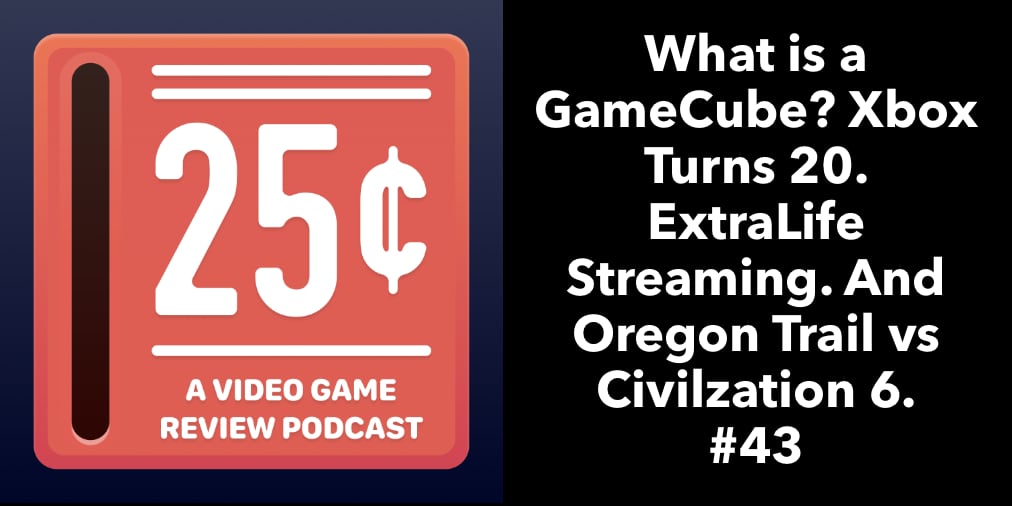 25¢
A VIDEO GAME
REVIEW PODCAST
What is a
GameCube? Xbox
Turns 20.
ExtraLife
Streaming. And
Oregon Trail vs
Civilzation 6.
#43